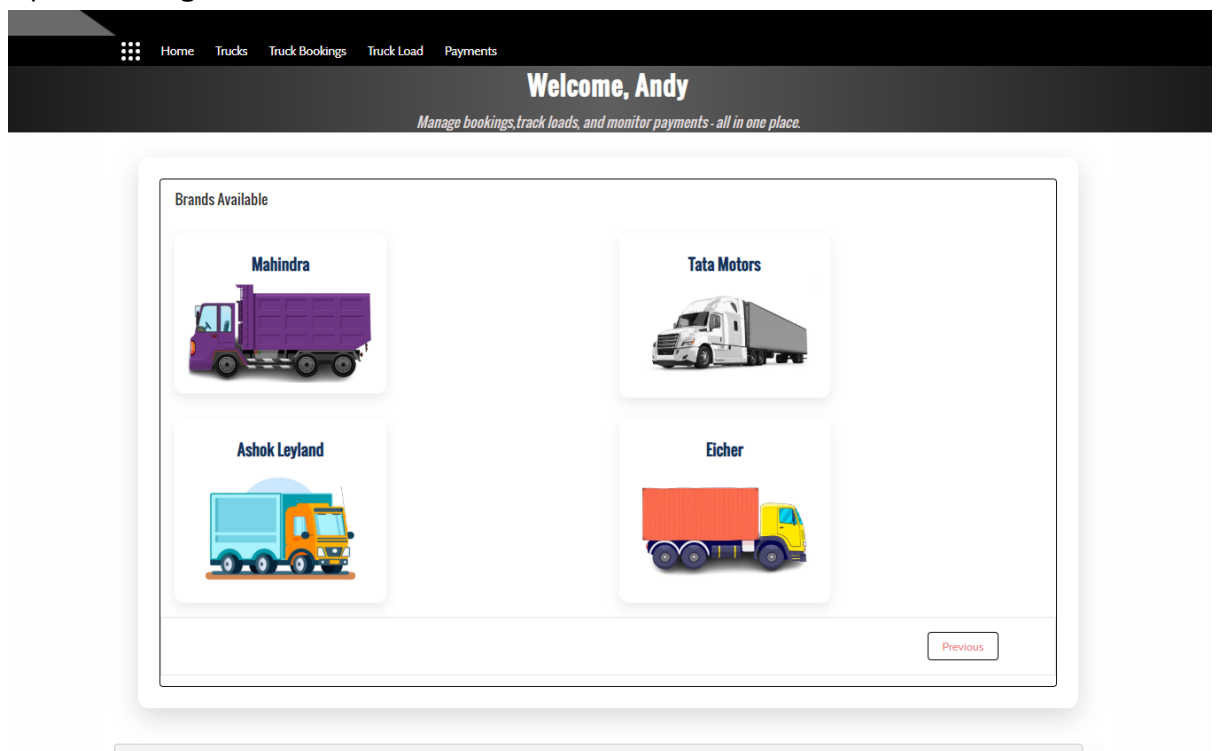 Home Trucks Truck Bookings Truck Load Payments
Welcome, Andy
Manage bookings,track loads, and monitor payments - all in one place.
Brands Available
Mahindra
Tata Motors
Ashok Leyland
Eicher
Previous